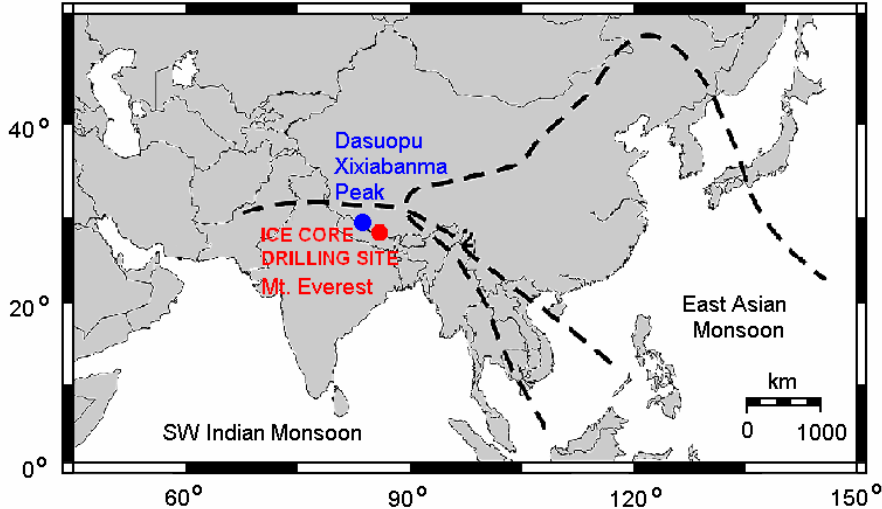 40°
20°
0°
Dasuopu
Xixiabanma
Peak
ICE CORE
DRILLING SITE
Mt. Everest
East Asian
Monsoon
km
0 1000
SW Indian Monsoon
60° 90° 120° 150°